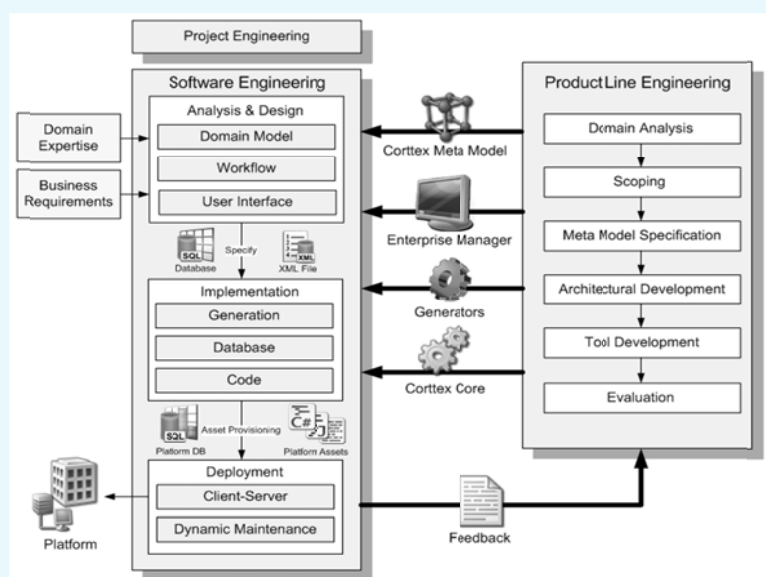 Project Engineering
Software Engineering
Analysis & Design
Domain Model
Workflow
User Interface
Domain
Expertise
Business
Requirements
SQL
Database
Specify
XML
XML File
Implementation
Generation
Database
Code
SQL
Platform DB
Asset Provisioning
C#
Platform Assets
Deployment
Client-Server
Dynamic Maintenance
Platform
Corttex Meta Model
Enterprise Manager
Generators
Corttex Core
Feedback
Product Line Engineering
Domain Analysis
Scoping
Meta Model Specification
Architectural Development
Tool Development
Evaluation